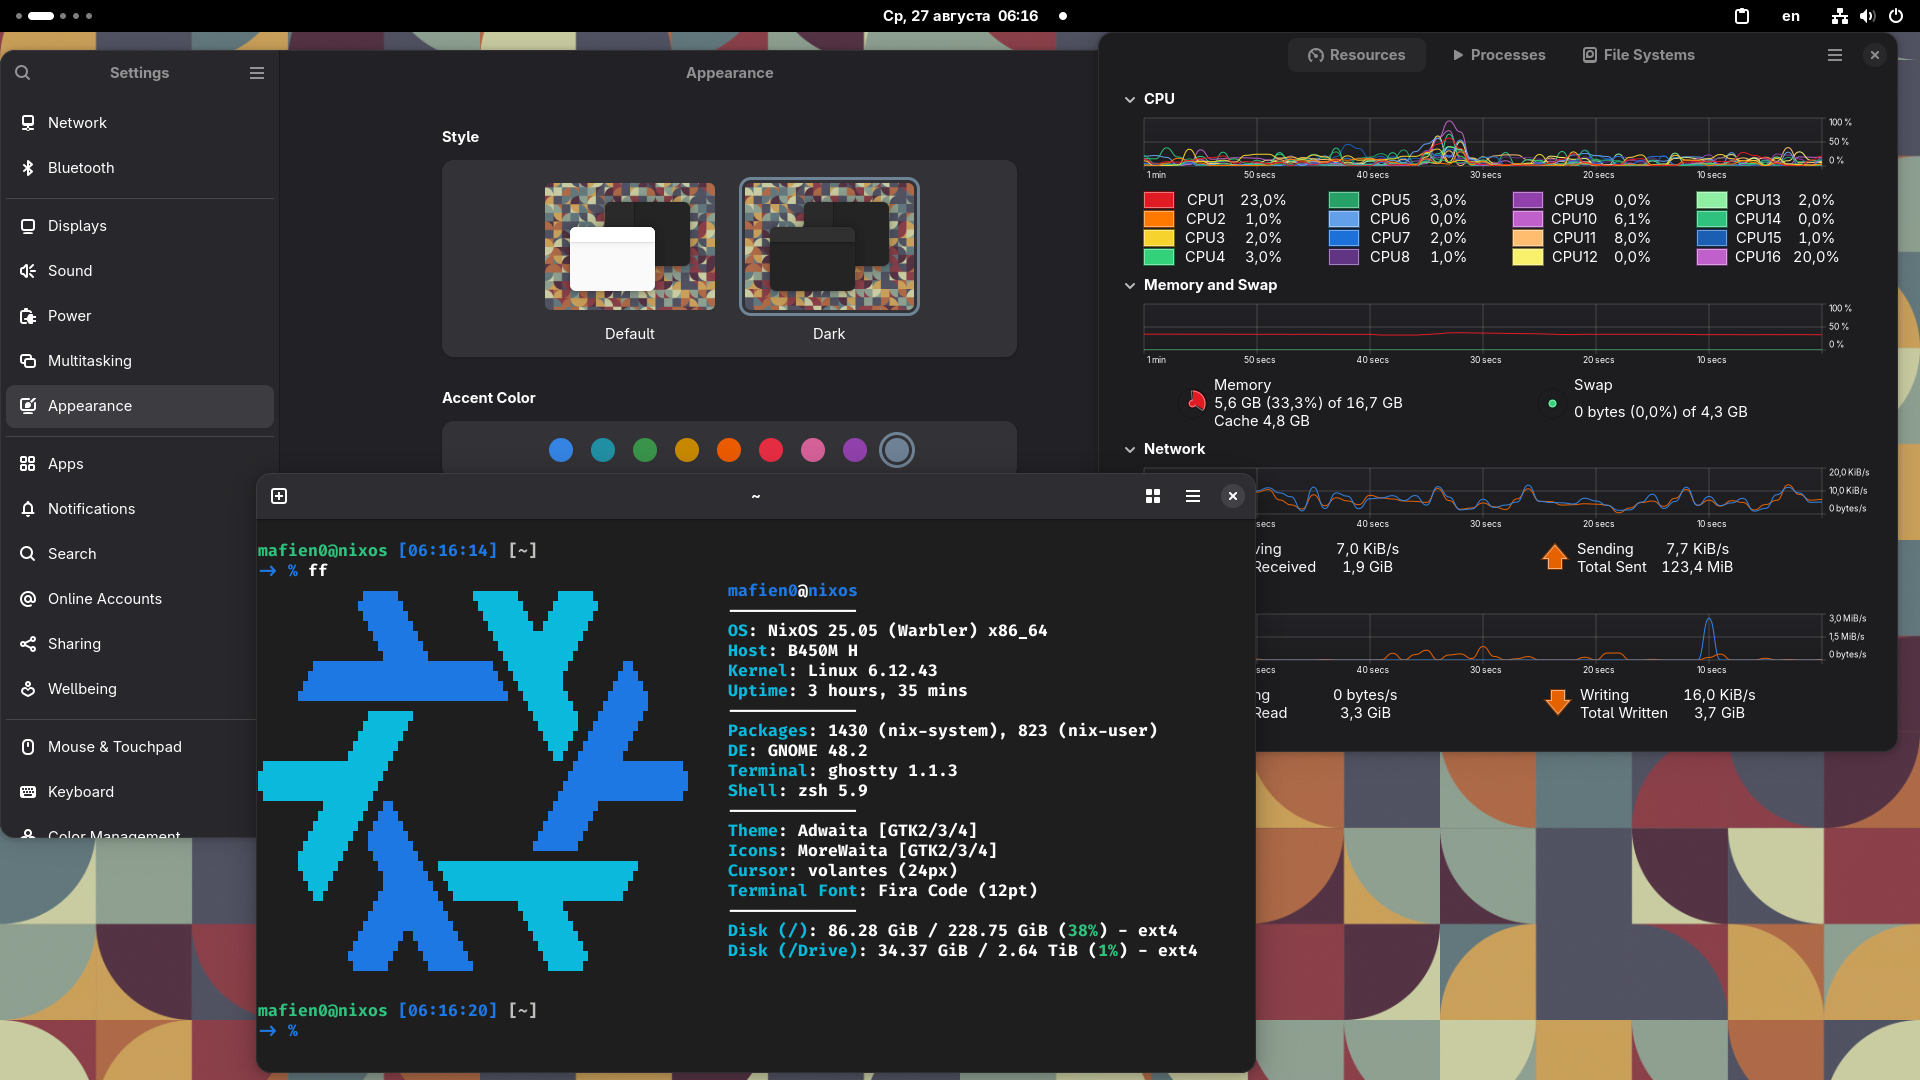 Ср, 27 августа 06:16
en
Settings
Network
Bluetooth
Displays
Sound
Power
Multitasking
Appearance
Apps
Notifications
Search
Online Accounts
Sharing
Wellbeing
Mouse & Touchpad
Keyboard
Color Management
Appearance
Style
Default
Dark
Accent Color
Resources
Processes
File Systems
CPU
100 %
50 %
0 %
1 min 50 secs 40 secs 30 secs 20 secs 10 secs
CPU1 23,0% CPU5 3,0% CPU9 0,0% CPU13 2,0%
CPU2 1,0% CPU6 0,0% CPU10 6,1% CPU14 0,0%
CPU3 2,0% CPU7 2,0% CPU11 8,0% CPU15 1,0%
CPU4 3,0% CPU8 1,0% CPU12 0,0% CPU16 20,0%
Memory and Swap
100 %
50 %
0 %
1 min 50 secs 40 secs 30 secs 20 secs 10 secs
Memory
5,6 GB (33,3%) of 16,7 GB
Cache 4,8 GB
Swap
0 bytes (0,0%) of 4,3 GB
Network
20,0 KiB/s
10,0 KiB/s
0 bytes/s
secs 40 secs 30 secs 20 secs 10 secs
ving 7,0 KiB/s Sending 7,7 KiB/s
Received 1,9 GiB Total Sent 123,4 MiB
3,0 MiB/s
1,5 MiB/s
0 bytes/s
secs 40 secs 30 secs 20 secs 10 secs
ng 0 bytes/s Writing 16,0 KiB/s
Read 3,3 GiB Total Written 3,7 GiB
~
mafien0@nixos [06:16:14] [~]
→ % ff
mafien0@nixos
OS: NixOS 25.05 (Warbler) x86_64
Host: B450M H
Kernel: Linux 6.12.43
Uptime: 3 hours, 35 mins
Packages: 1430 (nix-system), 823 (nix-user)
DE: GNOME 48.2
Terminal: ghostty 1.1.3
Shell: zsh 5.9
Theme: Adwaita [GTK2/3/4]
Icons: MoreWaita [GTK2/3/4]
Cursor: volantes (24px)
Terminal Font: Fira Code (12pt)
Disk (/): 86.28 GiB / 228.75 GiB (38%) - ext4
Disk (/Drive): 34.37 GiB / 2.64 TiB (1%) - ext4
mafien0@nixos [06:16:20] [~]
→ %